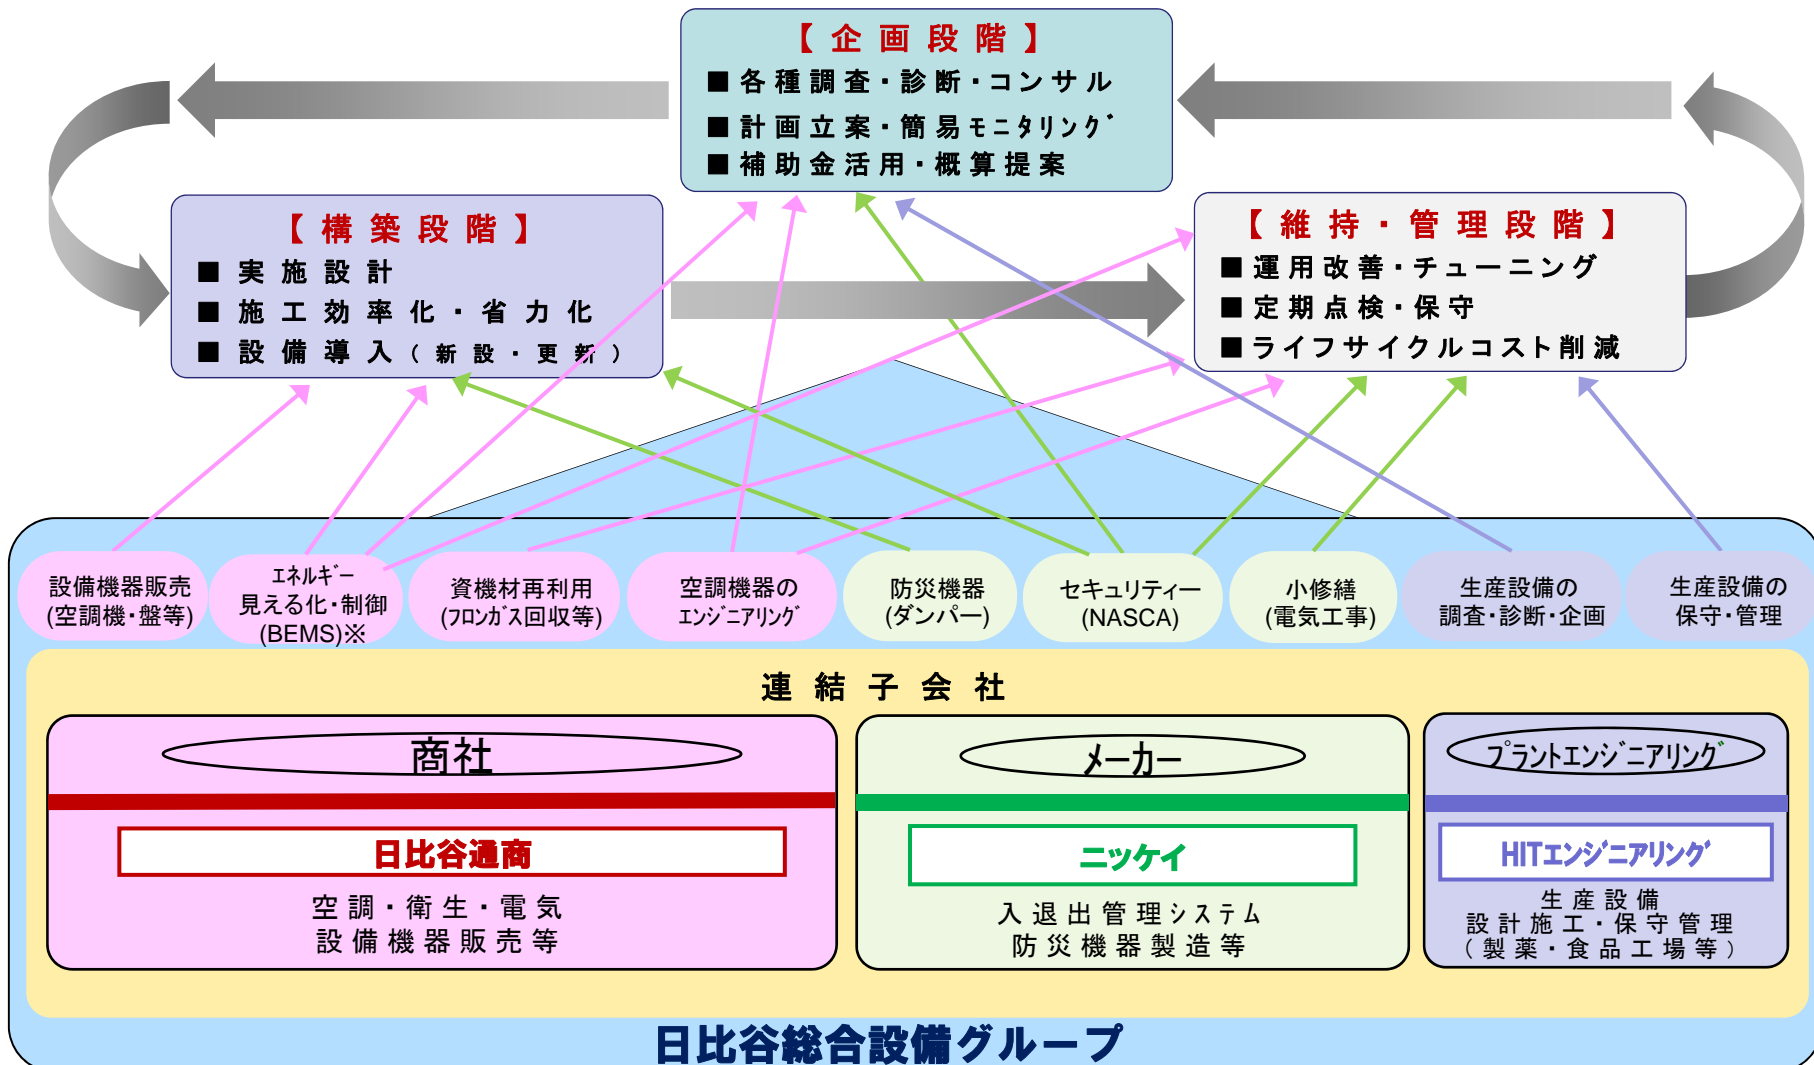 【企画段階】
■各種調査・診断・コンサル
■計画立案・簡易ﾓﾆﾀﾘﾝｸﾞ
■補助金活用・概算提案
【構築段階】
■実施設計
■施工効率化・省力化
■設備導入(新設・更新)
【維持・管理段階】
■運用改善・チューニング
■定期点検・保守
■ライフサイクルコスト削減
設備機器販売
(空調機・盤等)
ｴﾈﾙｷﾞｰ
見える化・制御
(BEMS)※
資機材再利用
(ﾌﾛﾝｶﾞｽ回収等)
空調機器の
ｴﾝｼﾞﾆｱﾘﾝｸﾞ
防災機器
(ダンパー)
セキュリティー
(NASCA)
小修繕
(電気工事)
生産設備の
調査・診断・企画
生産設備の
保守・管理
連結子会社
商社
日比谷通商
空調・衛生・電気
設備機器販売等
メーカー
ニッケイ
入退出管理ｼｽﾃﾑ
防災機器製造等
ﾌﾟﾗﾝﾄｴﾝｼﾞﾆｱﾘﾝｸﾞ
HITｴﾝｼﾞﾆｱﾘﾝｸﾞ
生産設備
設計施工・保守管理
(製薬・食品工場等)
日比谷総合設備グループ